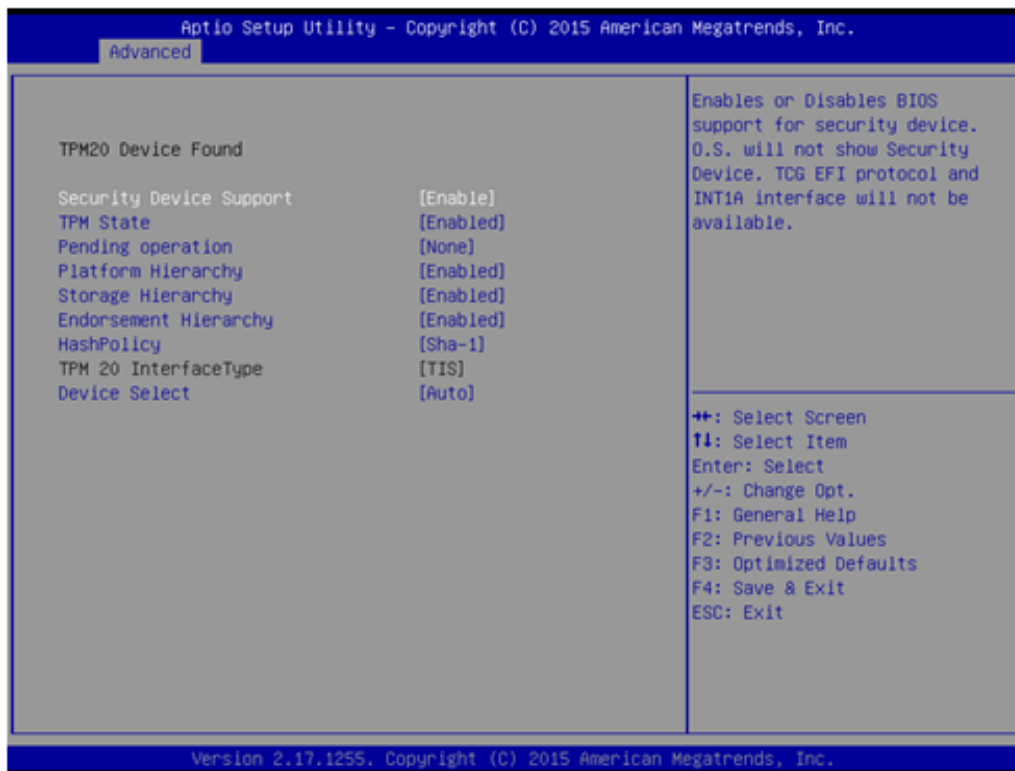 Aptio Setup Utility – Copyright (C) 2015 American Megatrends, Inc.
Advanced
TPM20 Device Found
Security Device Support [Enable]
TPM State [Enabled]
Pending operation [None]
Platform Hierarchy [Enabled]
Storage Hierarchy [Enabled]
Endorsement Hierarchy [Enabled]
HashPolicy [Sha-1]
TPM 20 InterfaceType [TIS]
Device Select [Auto]
Enables or Disables BIOS
support for security device.
O.S. will not show Security
Device. TCG EFI protocol and
INT1A interface will not be
available.
→←: Select Screen
↑↓: Select Item
Enter: Select
+/-: Change Opt.
F1: General Help
F2: Previous Values
F3: Optimized Defaults
F4: Save & Exit
ESC: Exit
Version 2.17.1255. Copyright (C) 2015 American Megatrends, Inc.